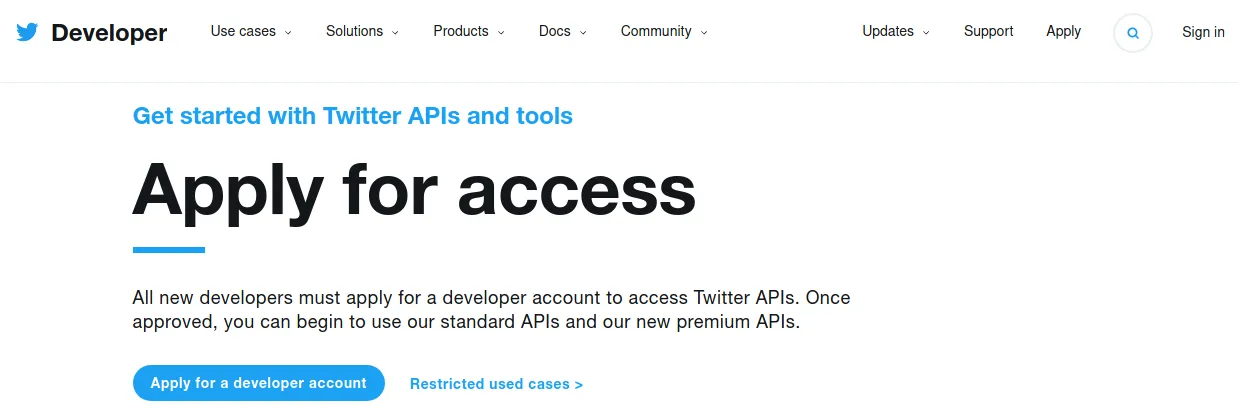 Developer Use cases Solutions Products Docs Community Updates Support Apply Sign in
Get started with Twitter APIs and tools
Apply for access
All new developers must apply for a developer account to access Twitter APIs. Once
approved, you can begin to use our standard APIs and our new premium APIs.
Apply for a developer account Restricted used cases >